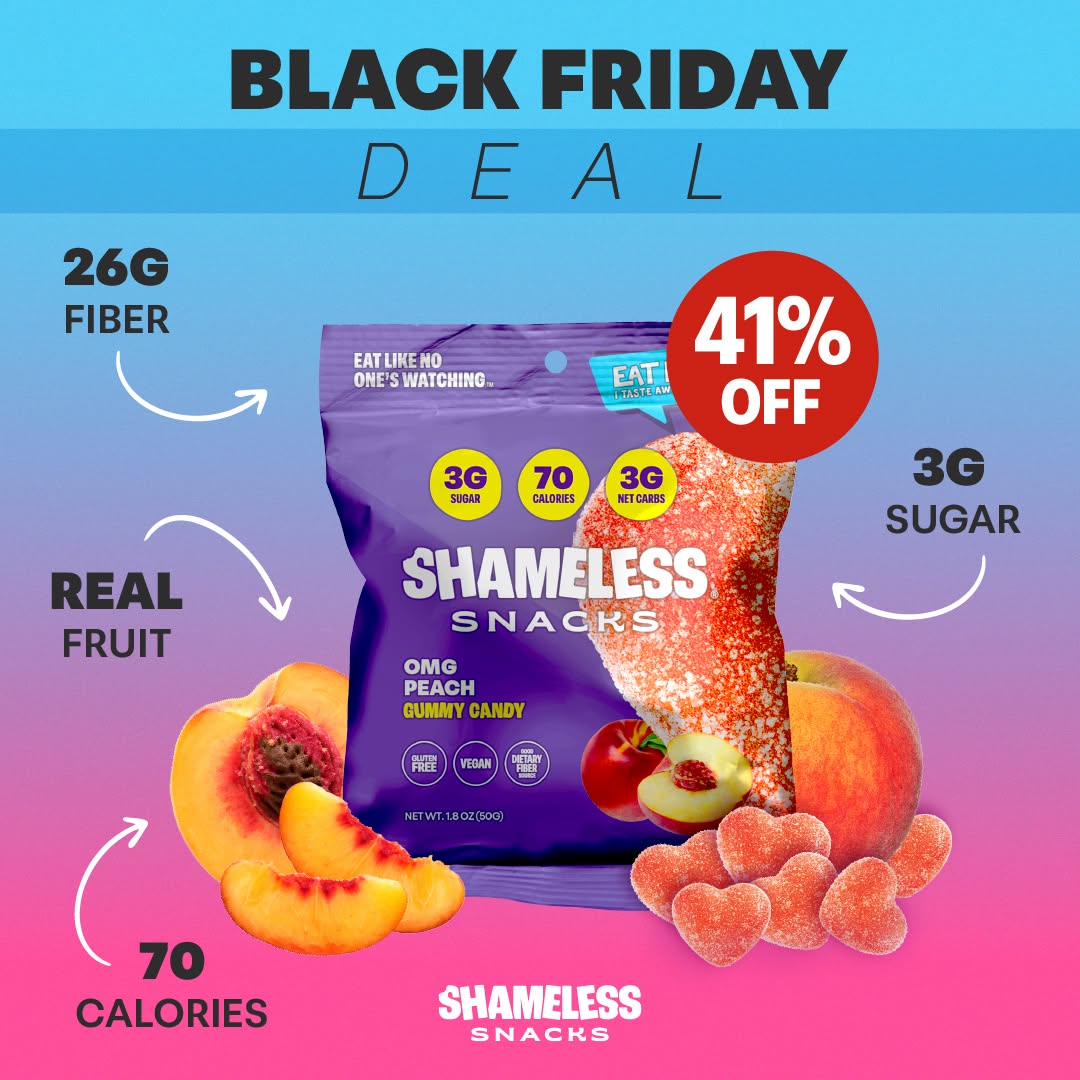 BLACK FRIDAY
DEAL
26G
FIBER
41%
OFF
EAT LIKE NO
ONE'S WATCHING™
EAT
I TASTE
3G
SUGAR
70
CALORIES
3G
NET CARBS
3G
SUGAR
SHAMELESS®
SNACKS
REAL
FRUIT
OMG
PEACH
GUMMY CANDY
GLUTEN
FREE
VEGAN
GOOD
DIETARY
FIBER
SOURCE
NET WT. 1.8 OZ (50G)
70
CALORIES
SHAMELESS
SNACKS